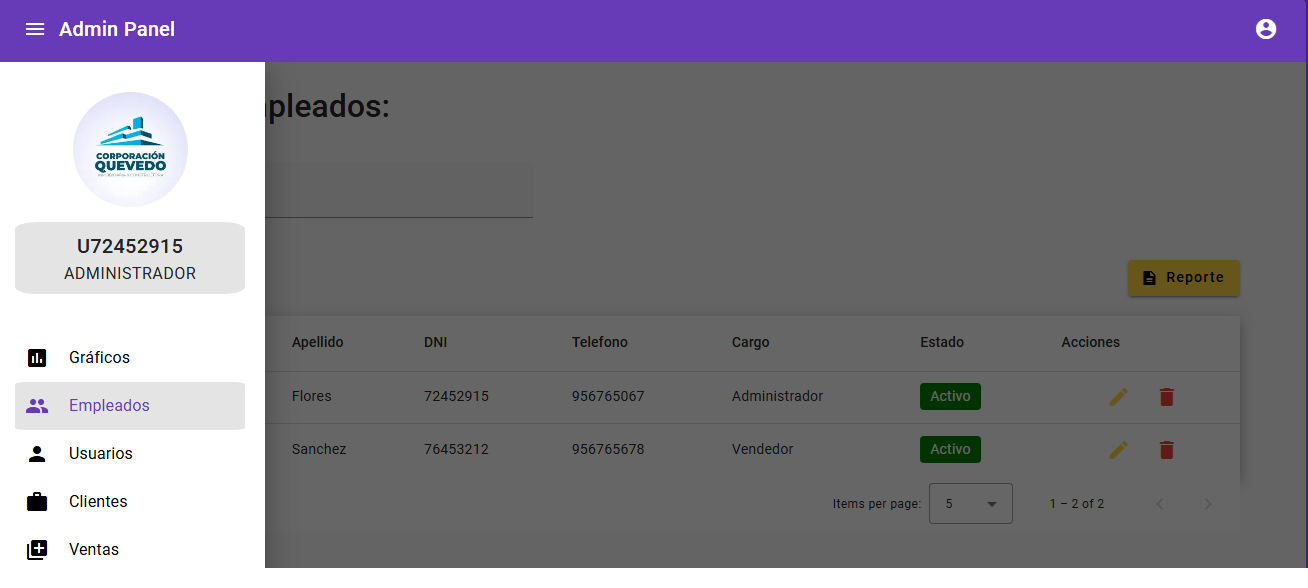 Admin Panel
CORPORACIÓN
QUEVEDO
U72452915
ADMINISTRADOR
Gráficos
Empleados
Usuarios
Clientes
Ventas
pleados:
Reporte
Apellido DNI Telefono Cargo Estado Acciones
Flores 72452915 956765067 Administrador Activo
Sanchez 76453212 956765678 Vendedor Activo
Items per page: 5 1 – 2 of 2